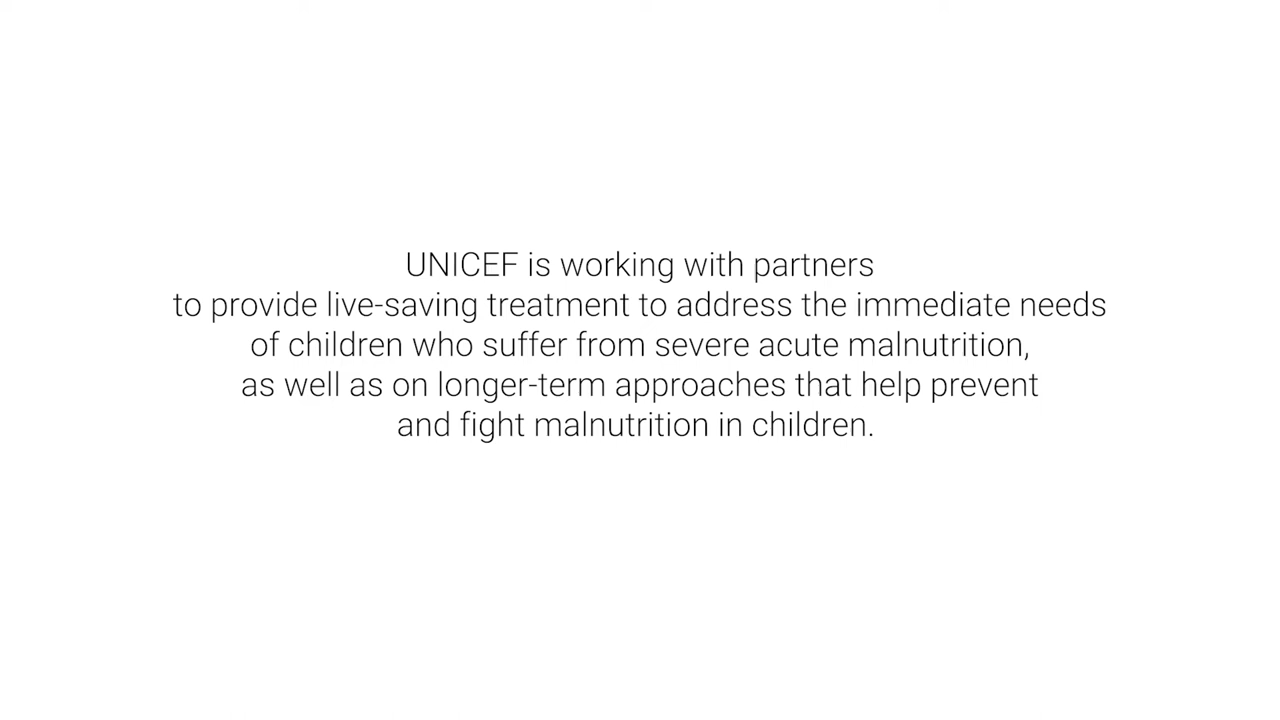 UNICEF is working with partners
to provide live-saving treatment to address the immediate needs
of children who suffer from severe acute malnutrition,
as well as on longer-term approaches that help prevent
and fight malnutrition in children.